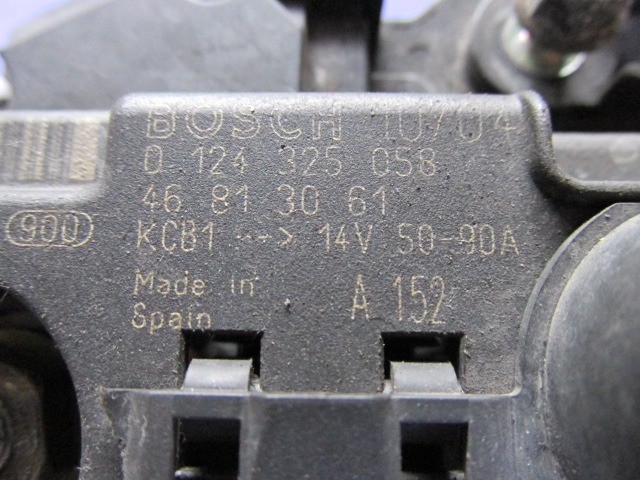 BOSCH 10/04
0 124 325 058
46 81 30 61
900 KCB1 --> 14V 50-90A
Made in A 152
Spain